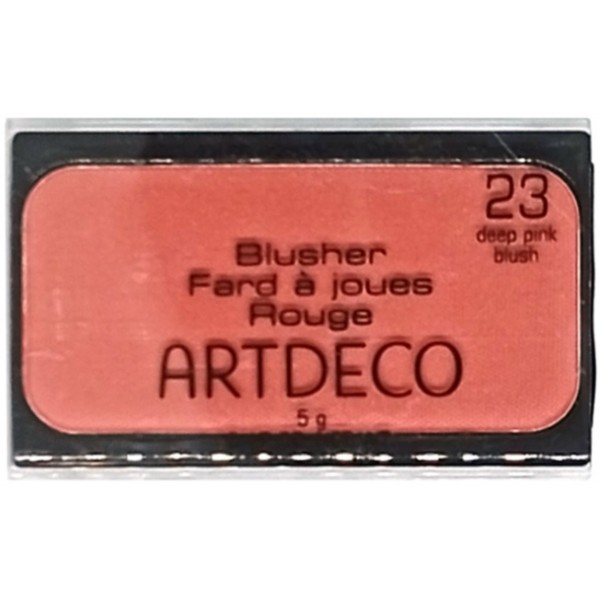 23
deep pink
blush
Blusher
Fard à joues
Rouge
ARTDECO
5 g